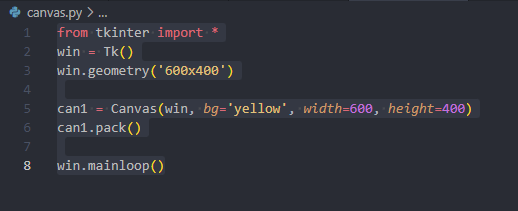 canvas.py > ...
1 from tkinter import *
2 win = Tk()
3 win.geometry('600x400')
4
5 can1 = Canvas(win, bg='yellow', width=600, height=400)
6 can1.pack()
7
8 win.mainloop()